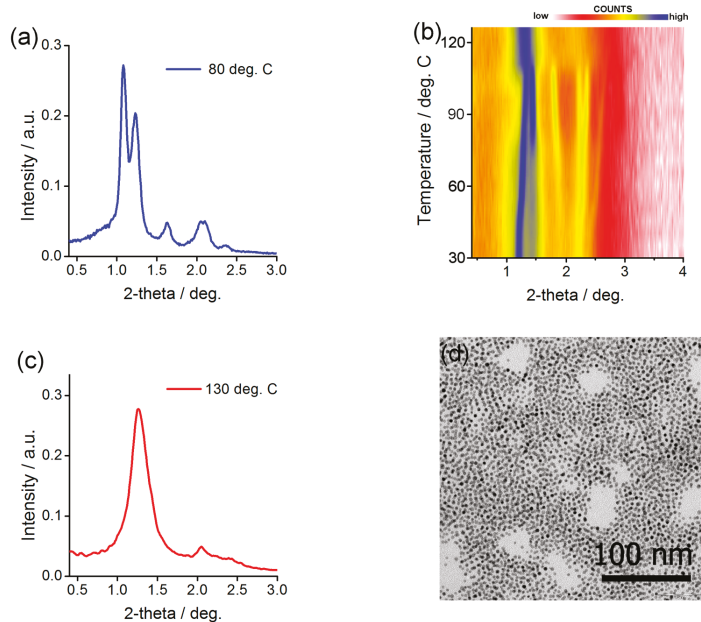 (a)
0.3
0.2
0.1
0.0
Intensity / a.u.
80 deg. C
0.5 1.0 1.5 2.0 2.5 3.0
2-theta / deg.
(b)
COUNTS
low high
120
90
60
30
Temperature / deg. C
1 2 3 4
2-theta / deg.
(c)
0.3
0.2
0.1
0.0
Intensity / a.u.
130 deg. C
0.5 1.0 1.5 2.0 2.5 3.0
2-theta / deg.
(d)
100 nm